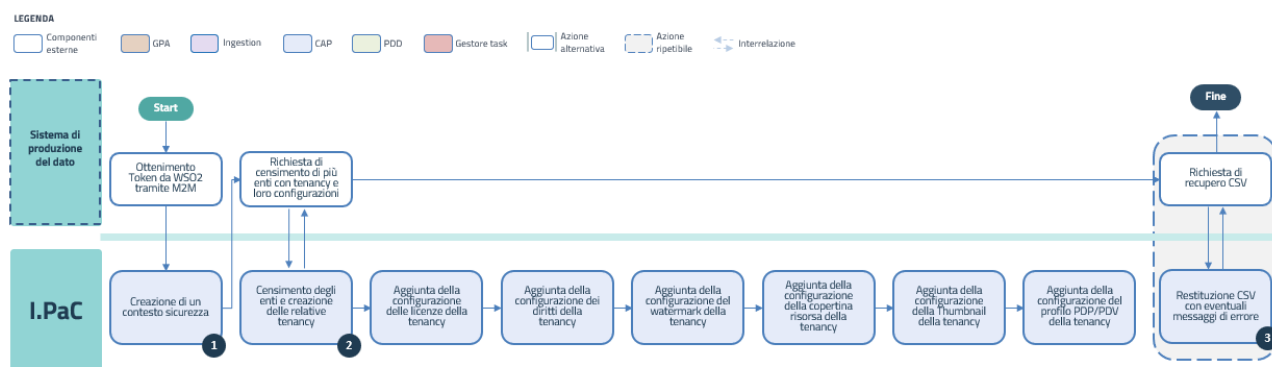 LEGENDA
Componenti
esterne
GPA
Ingestion
CAP
PDD
Gestore task
Azione
alternativa
Azione
ripetibile
Interrelazione
Sistema di
produzione
del dato
Start
Fine
Ottenimento
Token da WSO2
tramite M2M
Richiesta di
censimento di più
enti con tenancy e
loro configurazioni
Richiesta di
recupero CSV
I.PaC
Creazione di un
contesto sicurezza
1
Censimento degli
enti e creazione
delle relative
tenancy
2
Aggiunta della
configurazione
delle licenze della
tenancy
Aggiunta della
configurazione dei
diritti della
tenancy
Aggiunta della
configurazione del
watermark della
tenancy
Aggiunta della
configurazione
della copertina
risorsa della
tenancy
Aggiunta della
configurazione
della Thumbnail
della tenancy
Aggiunta della
configurazione del
profilo PDP/PDV
della tenancy
Restituzione CSV
con eventuali
messaggi di errore
3